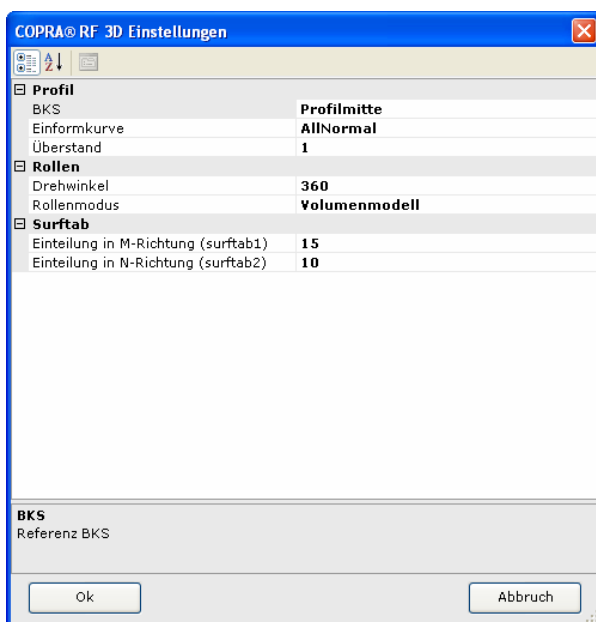 COPRA® RF 3D Einstellungen
Profil
BKS Profilmitte
Einformkurve AllNormal
Überstand 1
Rollen
Drehwinkel 360
Rollenmodus Volumenmodell
Surftab
Einteilung in M-Richtung (surftab1) 15
Einteilung in N-Richtung (surftab2) 10
BKS
Referenz BKS
Ok Abbruch